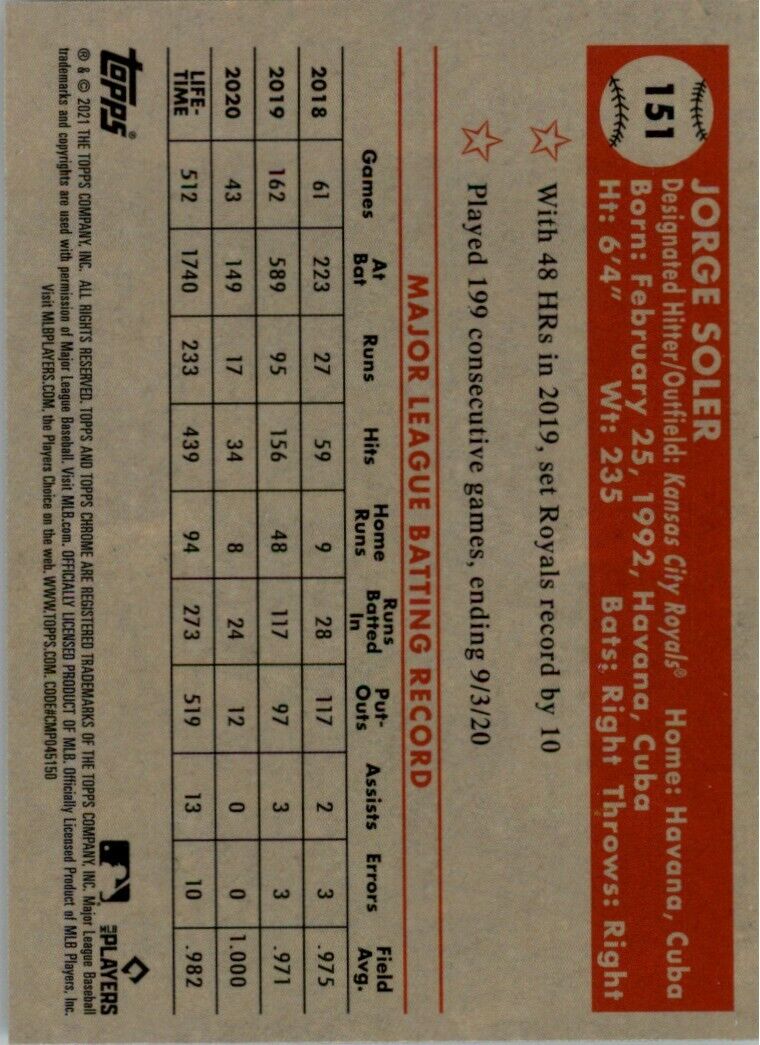 151
JORGE SOLER
Designated Hitter/Outfield: Kansas City Royals® Home: Havana, Cuba
Born: February 25, 1992, Havana, Cuba
Ht: 6'4" Wt: 235 Bats: Right Throws: Right
With 48 HRs in 2019, set Royals record by 10
Played 199 consecutive games, ending 9/3/20
MAJOR LEAGUE BATTING RECORD
Games At Bat Runs Hits Home Runs Runs Batted In Put-Outs Assists Errors Field Avg.
2018 61 223 27 59 9 28 117 2 3 .975
2019 162 589 95 156 48 117 97 3 3 .971
2020 43 149 17 34 8 24 12 0 0 1.000
LIFE-TIME 512 1740 233 439 94 273 519 13 10 .982
topps®
MLB PLAYERS
® & © 2021 THE TOPPS COMPANY, INC. ALL RIGHTS RESERVED. TOPPS AND TOPPS CHROME ARE REGISTERED TRADEMARKS OF THE TOPPS COMPANY, INC. Major League Baseball
trademarks and copyrights are used with permission of Major League Baseball. Visit MLB.com. OFFICIALLY LICENSED PRODUCT OF MLB. Officially Licensed Product of MLB Players, Inc.
Visit MLBPLAYERS.COM, the Players Choice on the web. WWW.TOPPS.COM. CODE#CMP045150